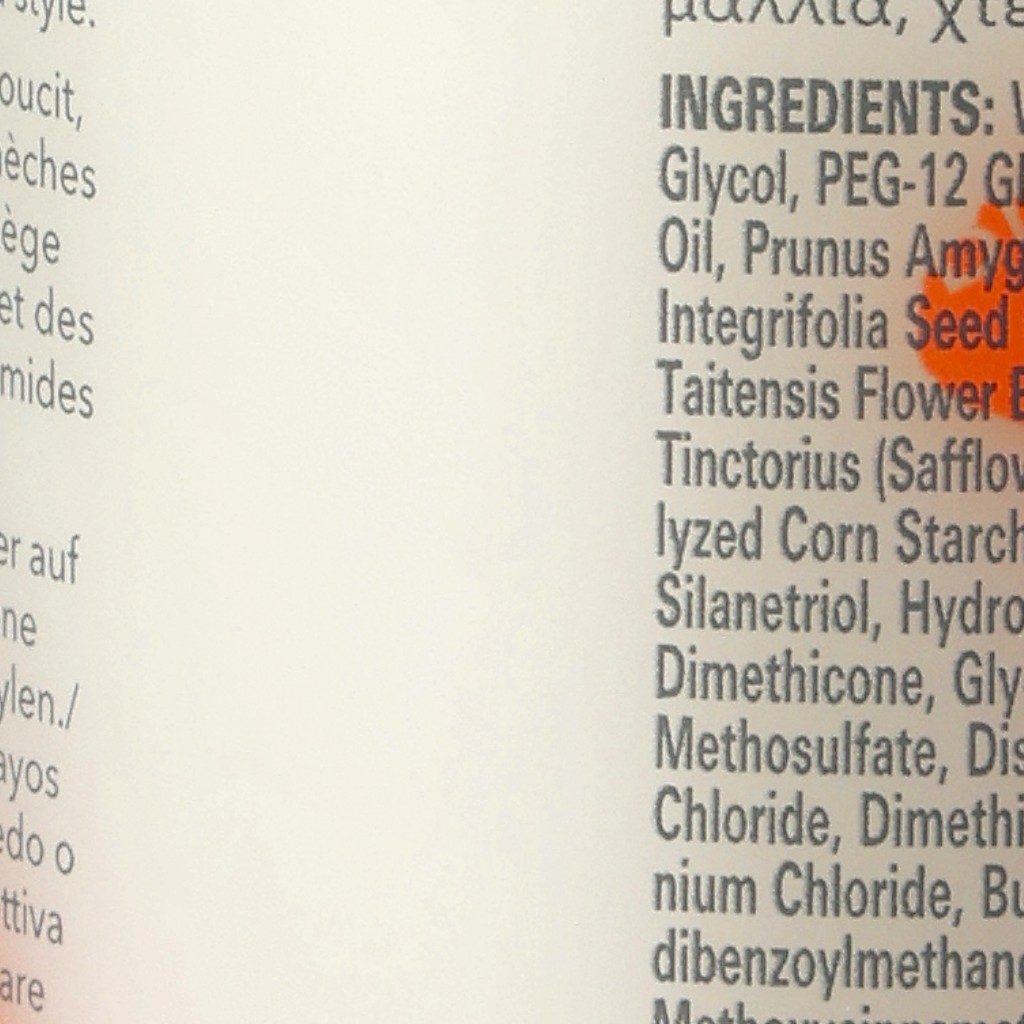 style.
oucit,
èches
ège
et des
mides
er auf
ne
ylen./
ayos
edo o
ttiva
are
μαλλιά, χτε
INGREDIENTS:
Glycol, PEG-12 Gl
Oil, Prunus Amyg
Integrifolia Seed
Taitensis Flower E
Tinctorius (Safflow
lyzed Corn Starch
Silanetriol, Hydro
Dimethicone, Gly
Methosulfate, Dis
Chloride, Dimethi
nium Chloride, Bu
dibenzoylmethane